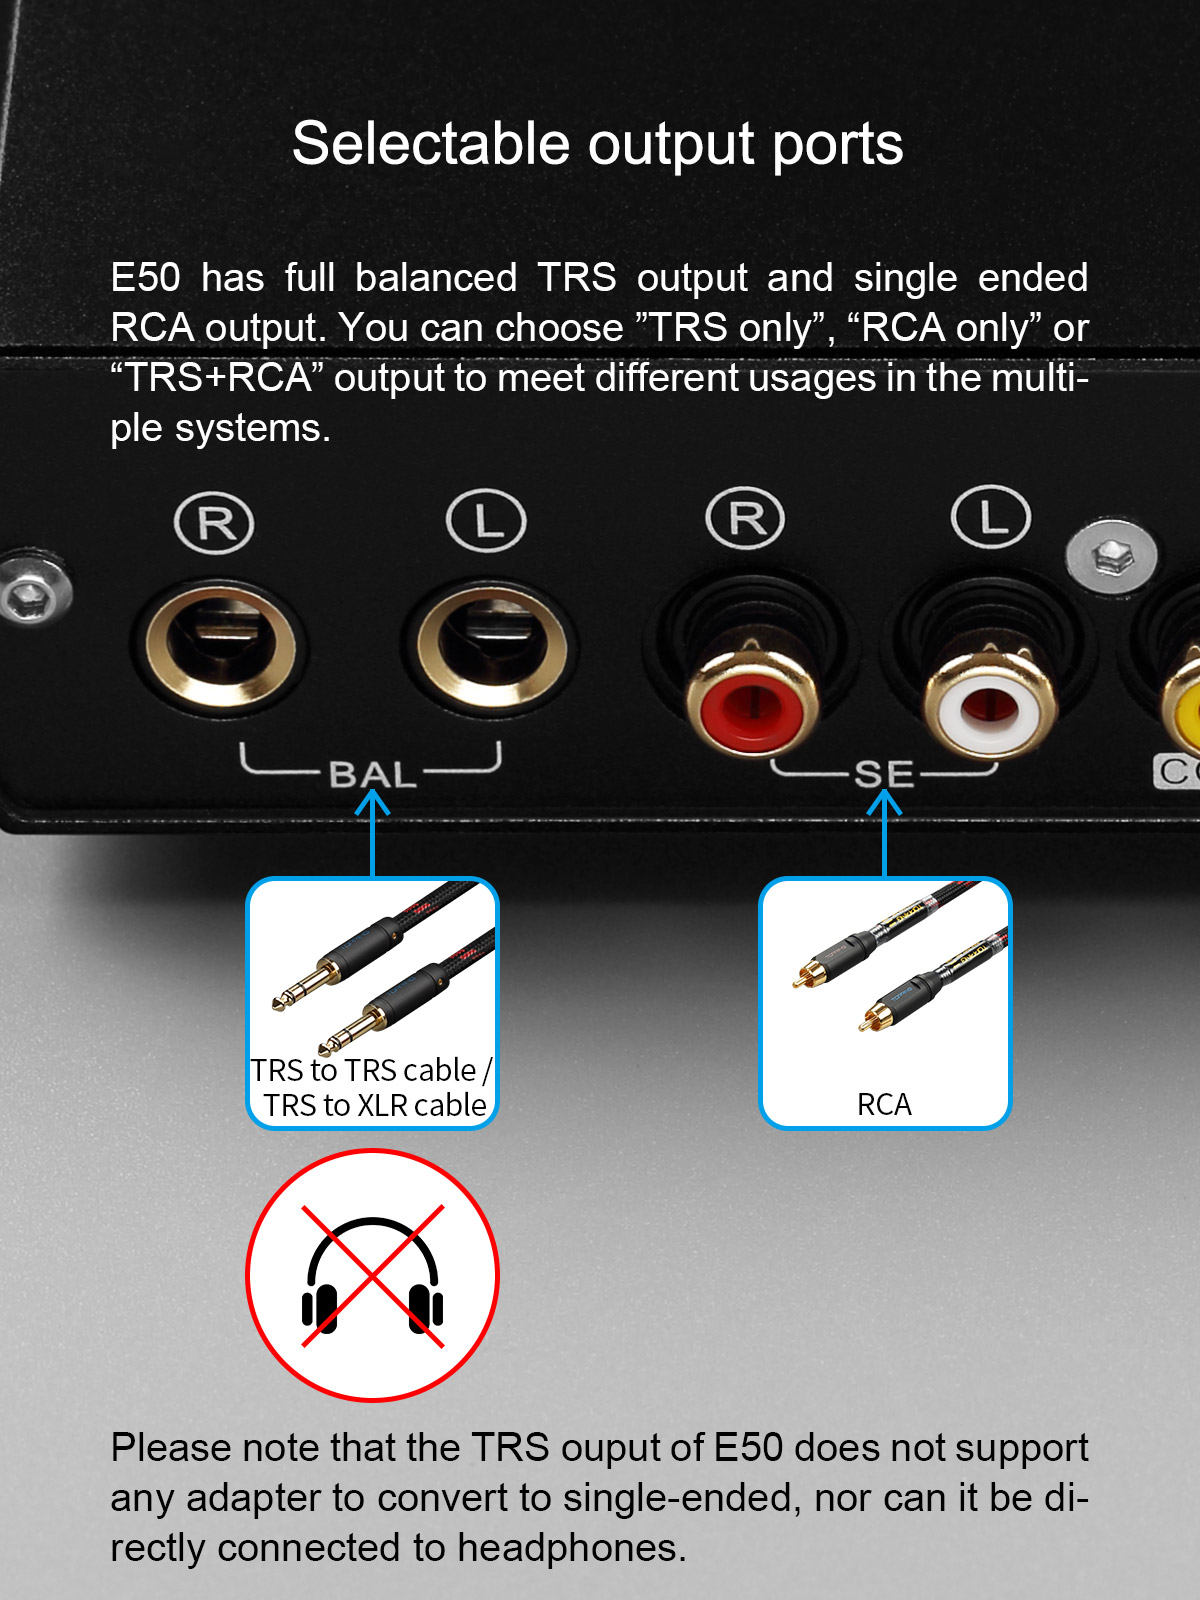 Selectable output ports
E50 has full balanced TRS output and single ended
RCA output. You can choose ”TRS only”, “RCA only” or
“TRS+RCA” output to meet different usages in the multi-
ple systems.
R L R L
BAL SE
TRS to TRS cable /
TRS to XLR cable
RCA
Please note that the TRS ouput of E50 does not support
any adapter to convert to single-ended, nor can it be di-
rectly connected to headphones.